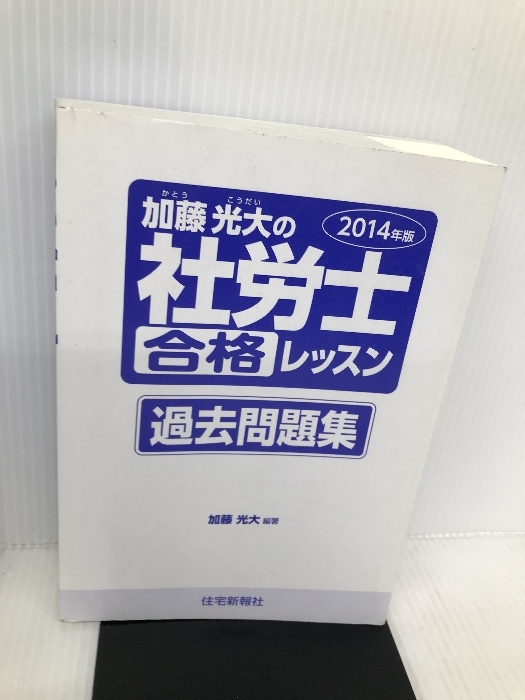 かとう こうだい
加藤 光大の
2014年版
社労士
合格レッスン
過去問題集
加藤 光大 編著
住宅新報社